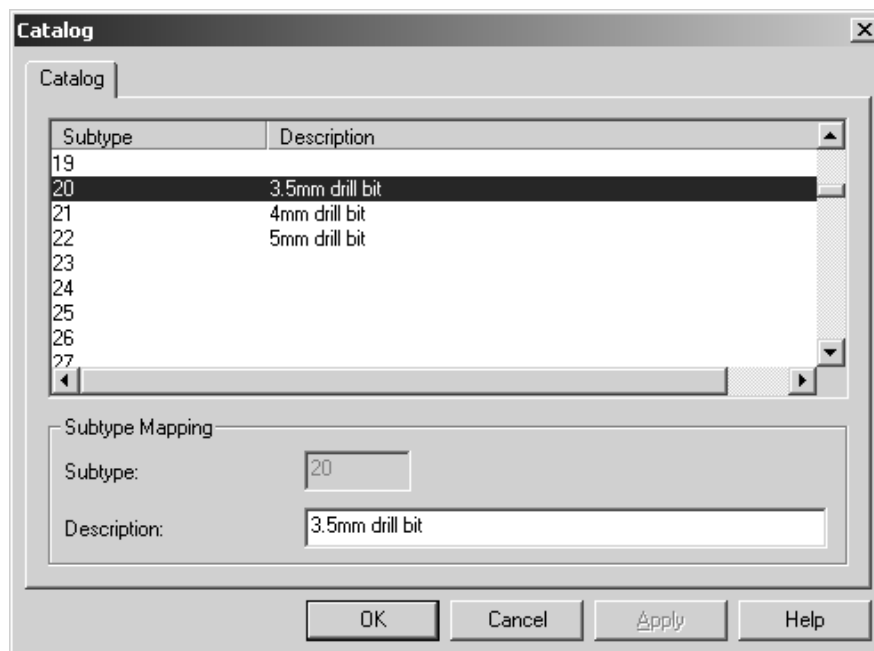 Catalog
Catalog
Subtype Description
19
20 3.5mm drill bit
21 4mm drill bit
22 5mm drill bit
23
24
25
26
27
Subtype Mapping
Subtype: 20
Description: 3.5mm drill bit
OK Cancel Apply Help